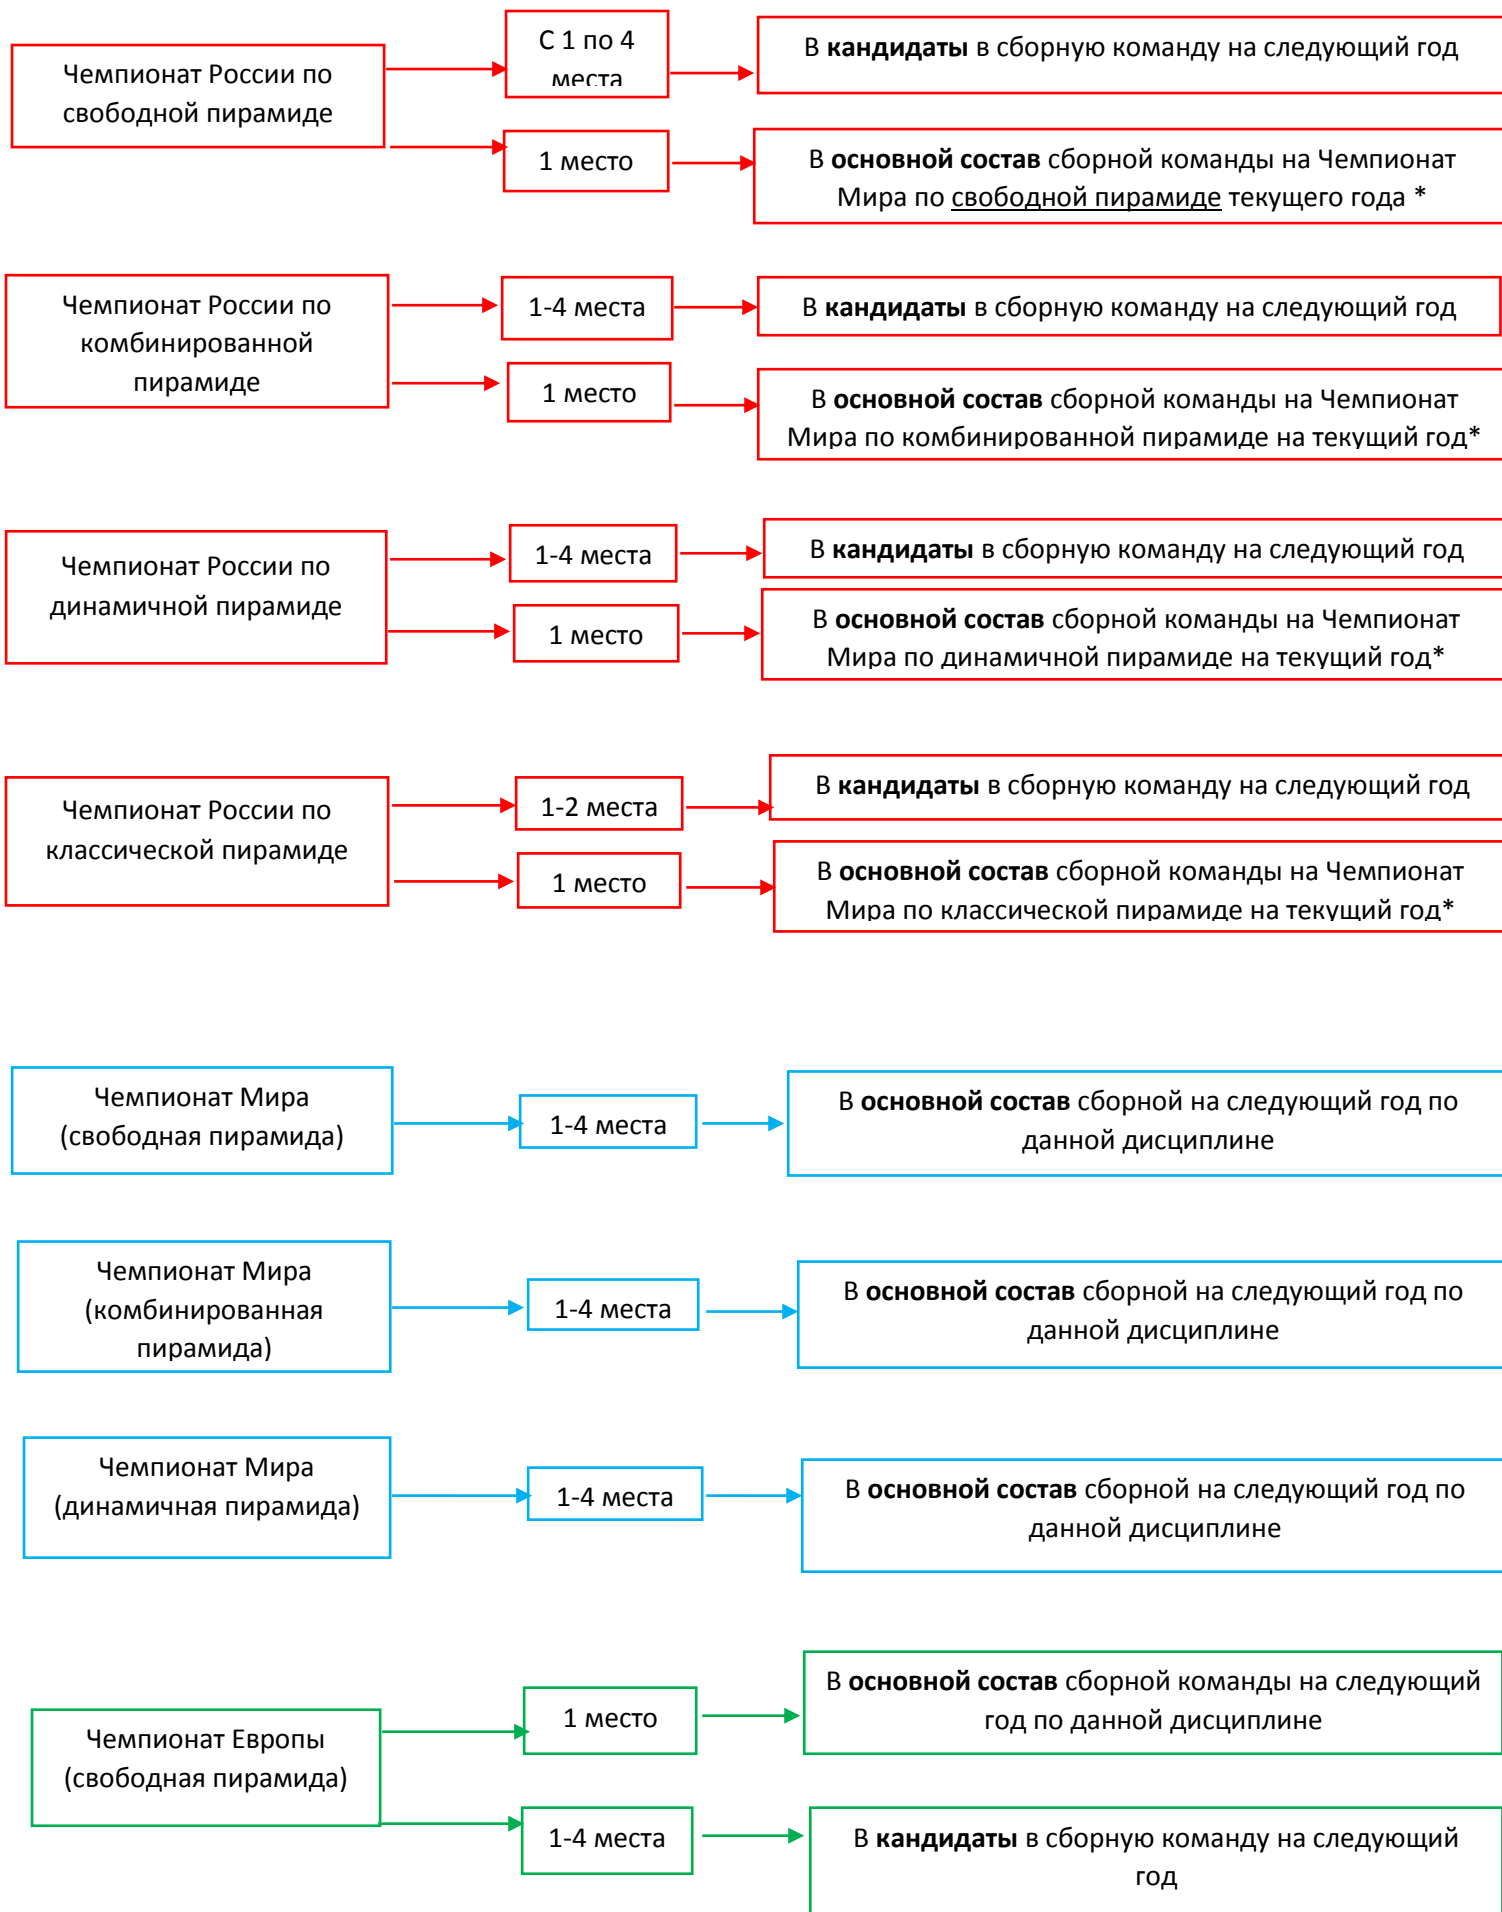 Чемпионат России по
свободной пирамиде
С 1 по 4
места
В кандидаты в сборную команду на следующий год
1 место
В основной состав сборной команды на Чемпионат
Мира по свободной пирамиде текущего года *
Чемпионат России по
комбинированной
пирамиде
1-4 места
В кандидаты в сборную команду на следующий год
1 место
В основной состав сборной команды на Чемпионат
Мира по комбинированной пирамиде на текущий год*
Чемпионат России по
динамичной пирамиде
1-4 места
В кандидаты в сборную команду на следующий год
1 место
В основной состав сборной команды на Чемпионат
Мира по динамичной пирамиде на текущий год*
Чемпионат России по
классической пирамиде
1-2 места
В кандидаты в сборную команду на следующий год
1 место
В основной состав сборной команды на Чемпионат
Мира по классической пирамиде на текущий год*
Чемпионат Мира
(свободная пирамида)
1-4 места
В основной состав сборной на следующий год по
данной дисциплине
Чемпионат Мира
(комбинированная
пирамида)
1-4 места
В основной состав сборной на следующий год по
данной дисциплине
Чемпионат Мира
(динамичная пирамида)
1-4 места
В основной состав сборной на следующий год по
данной дисциплине
Чемпионат Европы
(свободная пирамида)
1 место
В основной состав сборной команды на следующий
год по данной дисциплине
1-4 места
В кандидаты в сборную команду на следующий
год